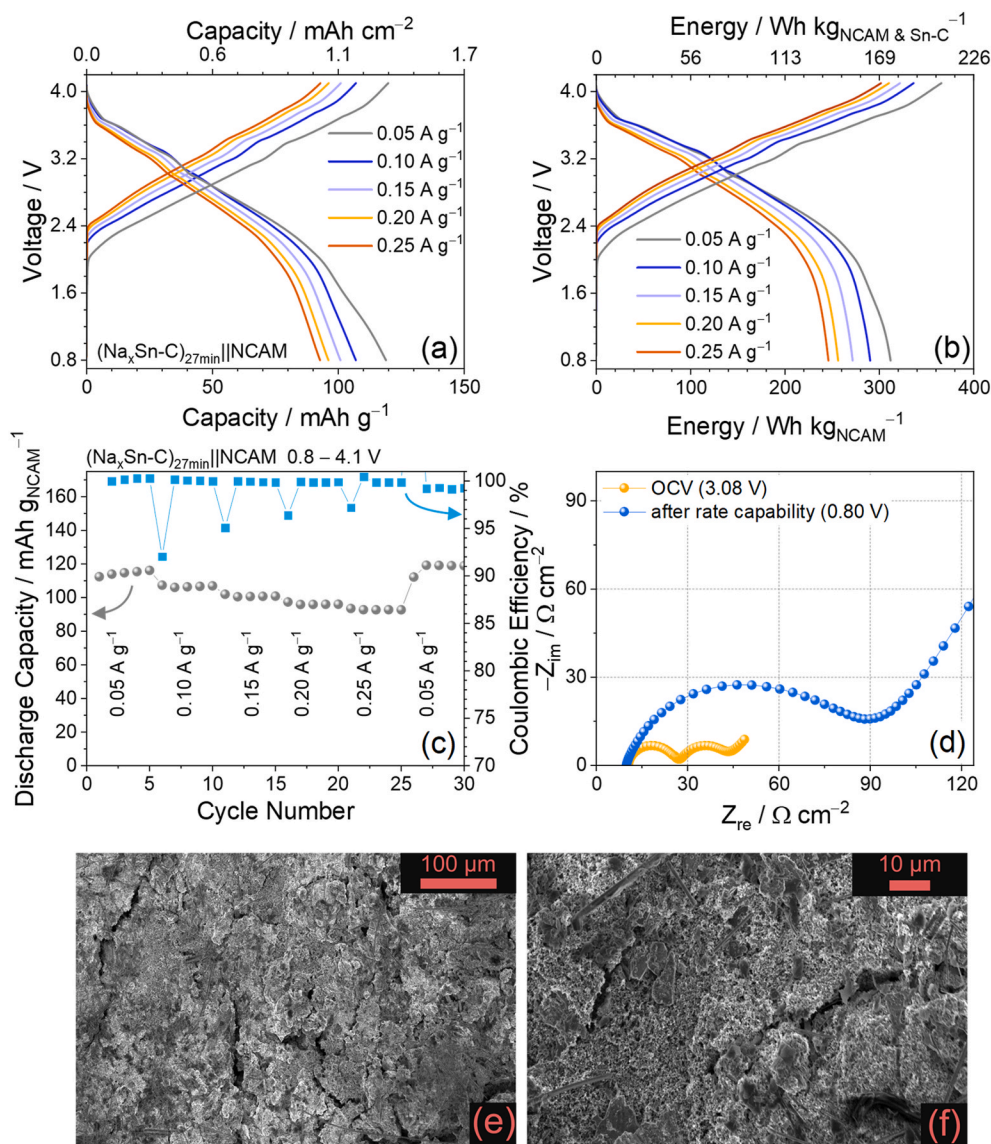 Capacity / mAh cm⁻²
0.0 0.6 1.1 1.7
4.0
3.2
2.4
1.6
0.8
Voltage / V
0.05 A g⁻¹
0.10 A g⁻¹
0.15 A g⁻¹
0.20 A g⁻¹
0.25 A g⁻¹
(NaₓSn-C)₂₇ₘᵢₙ||NCAM
(a)
0 50 100 150
Capacity / mAh g⁻¹
Energy / Wh kg_NCAM & Sn-C⁻¹
0 56 113 169 226
4.0
3.2
2.4
1.6
0.8
Voltage / V
0.05 A g⁻¹
0.10 A g⁻¹
0.15 A g⁻¹
0.20 A g⁻¹
0.25 A g⁻¹
(b)
0 100 200 300 400
Energy / Wh kg_NCAM⁻¹
(NaₓSn-C)₂₇ₘᵢₙ||NCAM 0.8 – 4.1 V
160
140
120
100
80
60
40
20
0
Discharge Capacity / mAh g_NCAM⁻¹
100
95
90
85
80
75
70
Coulombic Efficiency / %
0.05 A g⁻¹
0.10 A g⁻¹
0.15 A g⁻¹
0.20 A g⁻¹
0.25 A g⁻¹
0.05 A g⁻¹
(c)
0 5 10 15 20 25 30
Cycle Number
90
60
30
0
−Z_im / Ω cm⁻²
OCV (3.08 V)
after rate capability (0.80 V)
(d)
0 30 60 90 120
Z_re / Ω cm⁻²
100 µm
(e)
10 µm
(f)